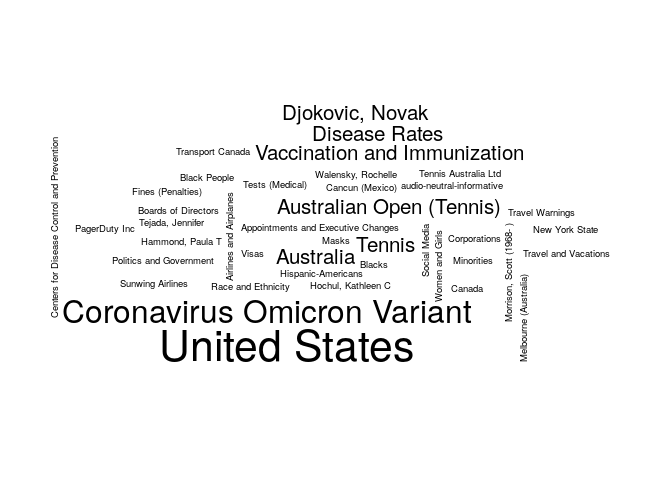 Djokovic, Novak
Disease Rates
Transport Canada
Vaccination and Immunization
Centers for Disease Control and Prevention
Black People
Walensky, Rochelle
Tennis Australia Ltd
Tests (Medical)
Cancun (Mexico)
audio-neutral-informative
Fines (Penalties)
Airlines and Airplanes
Australian Open (Tennis)
Boards of Directors
Travel Warnings
Tejada, Jennifer
PagerDuty Inc
Appointments and Executive Changes
New York State
Hammond, Paula T
Masks
Tennis
Social Media
Women and Girls
Corporations
Morrison, Scott (1968- )
Visas
Australia
Travel and Vacations
Politics and Government
Blacks
Minorities
Hispanic-Americans
Melbourne (Australia)
Sunwing Airlines
Race and Ethnicity
Hochul, Kathleen C
Canada
Coronavirus Omicron Variant
United States